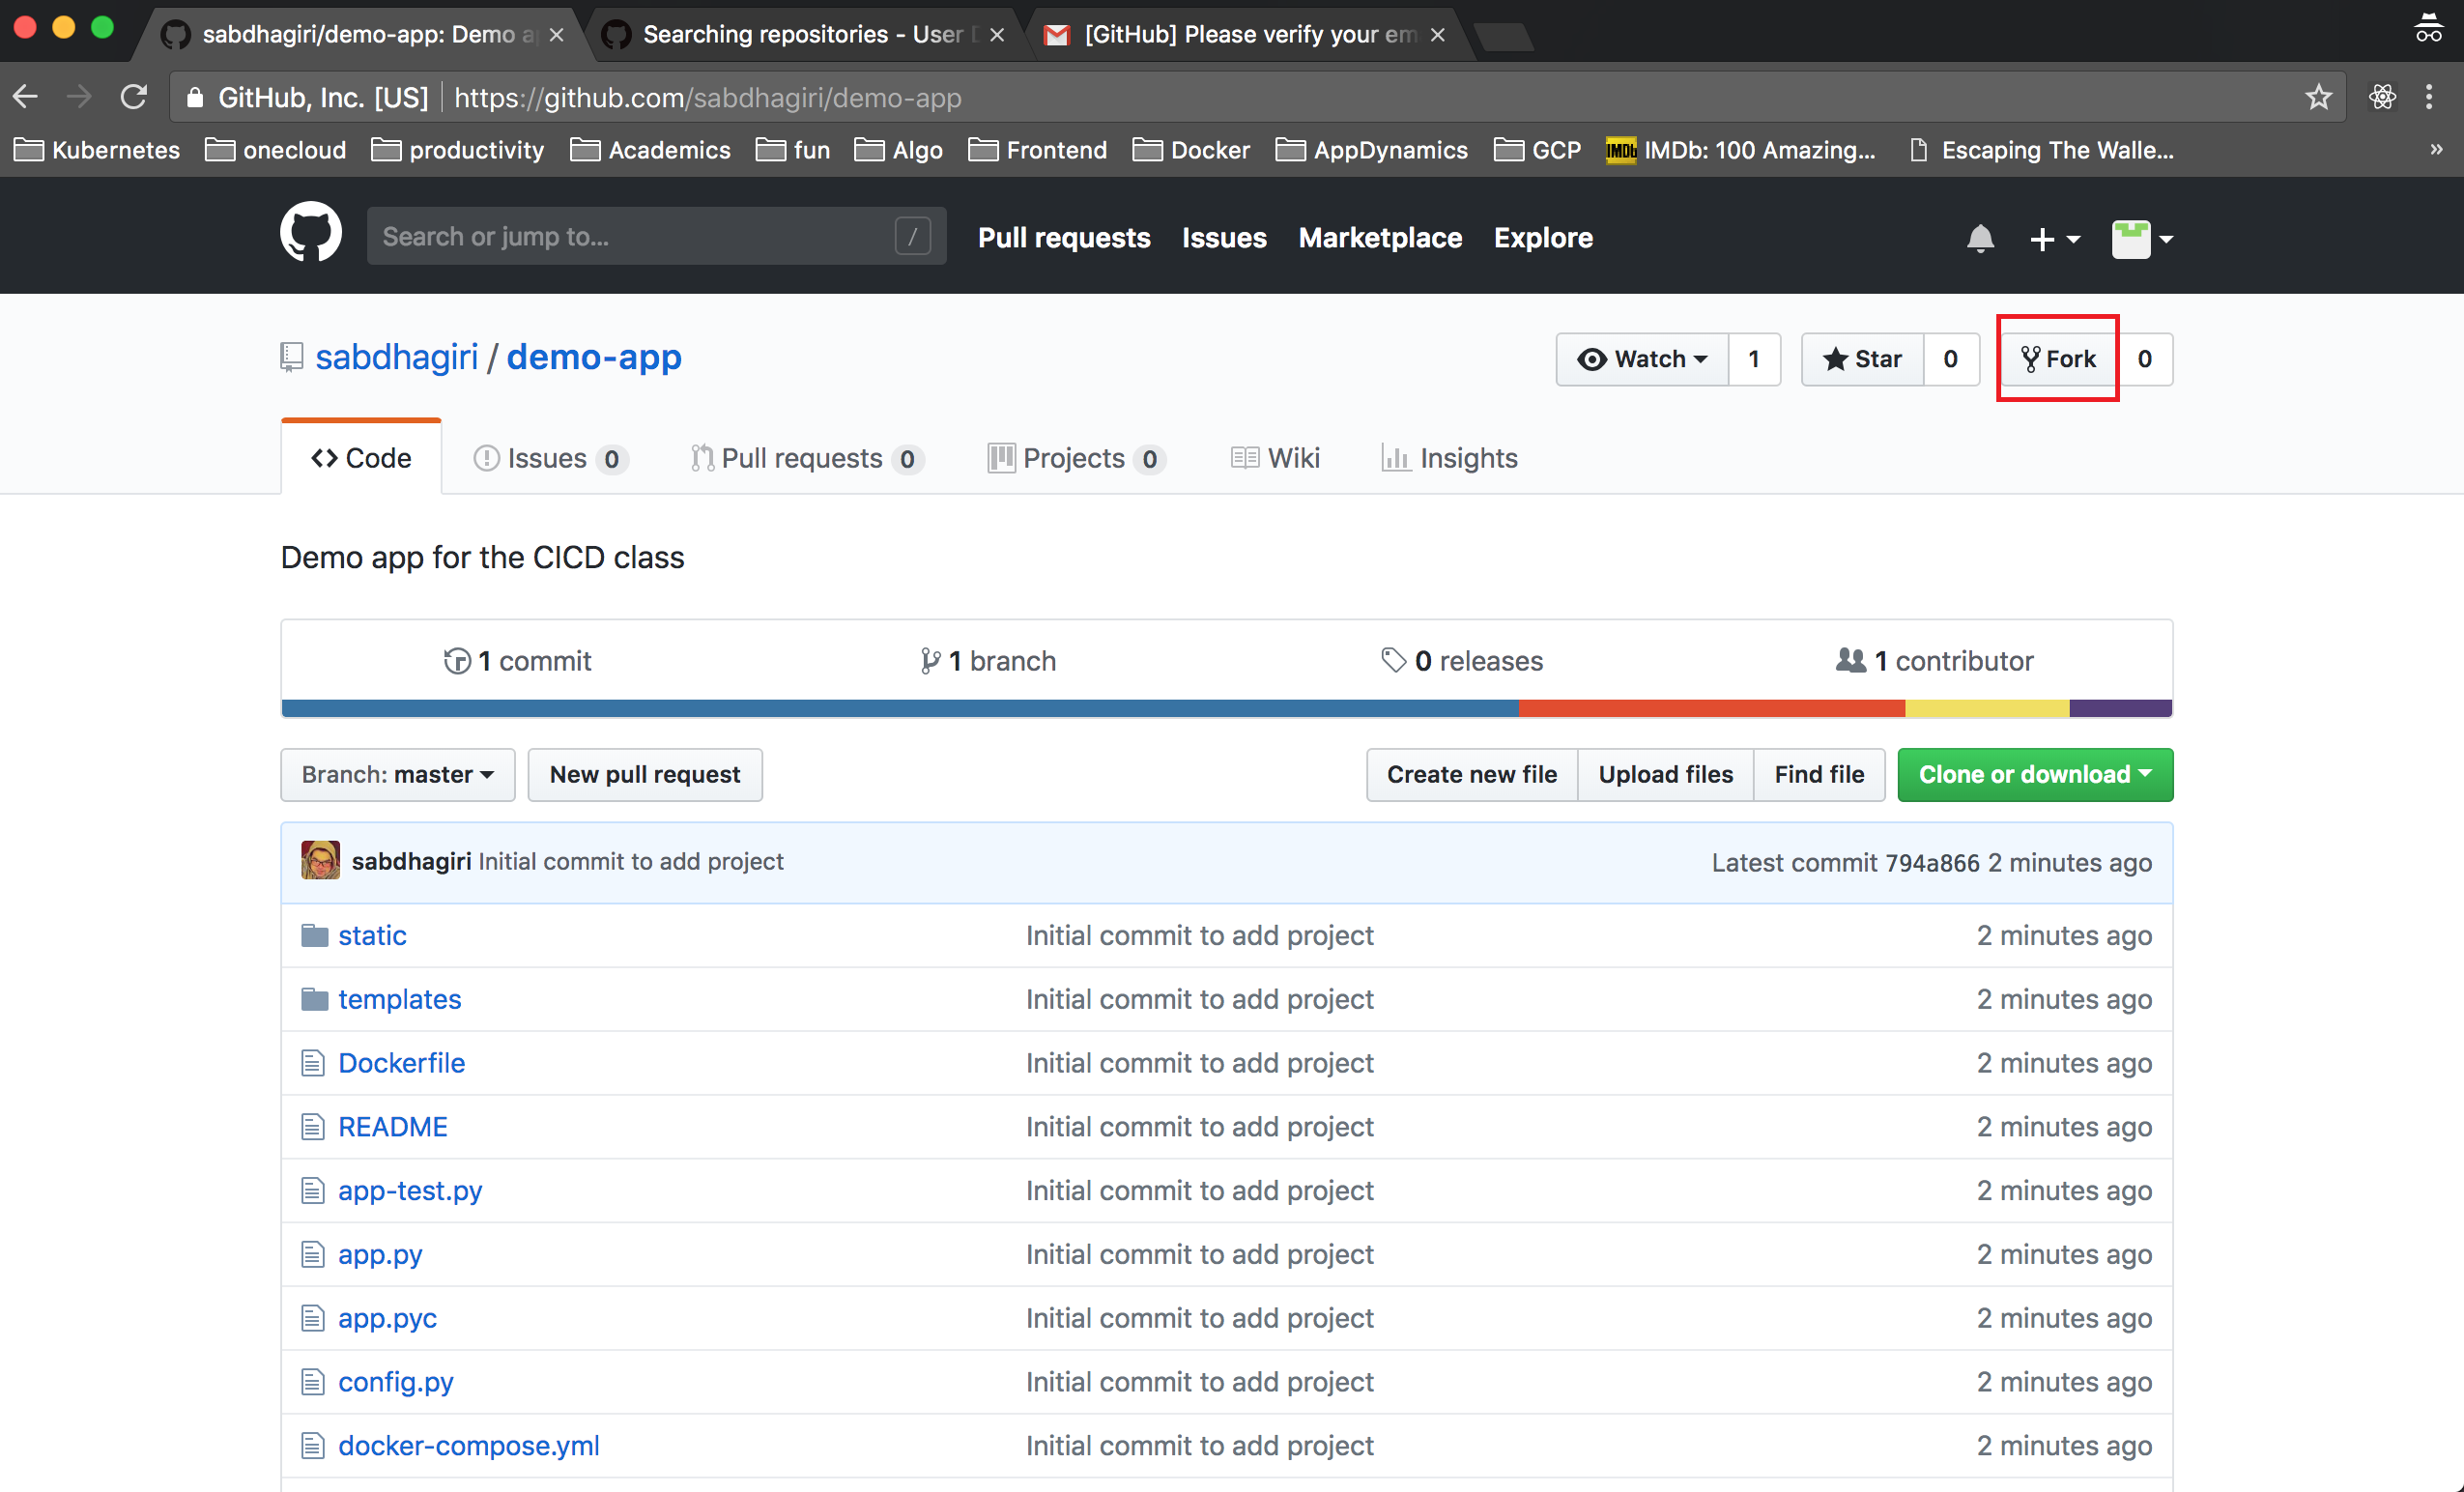 sabdhagiri/demo-app: Demo a
Searching repositories - User D
[GitHub] Please verify your em
GitHub, Inc. [US] https://github.com/sabdhagiri/demo-app
Kubernetes onecloud productivity Academics fun Algo Frontend Docker AppDynamics GCP IMDb IMDb: 100 Amazing... Escaping The Walle... »
Search or jump to... / Pull requests Issues Marketplace Explore
sabdhagiri / demo-app Watch 1 Star 0 Fork 0
Code Issues 0 Pull requests 0 Projects 0 Wiki Insights
Demo app for the CICD class
1 commit 1 branch 0 releases 1 contributor
Branch: master New pull request Create new file Upload files Find file Clone or download
sabdhagiri Initial commit to add project Latest commit 794a866 2 minutes ago
static Initial commit to add project 2 minutes ago
templates Initial commit to add project 2 minutes ago
Dockerfile Initial commit to add project 2 minutes ago
README Initial commit to add project 2 minutes ago
app-test.py Initial commit to add project 2 minutes ago
app.py Initial commit to add project 2 minutes ago
app.pyc Initial commit to add project 2 minutes ago
config.py Initial commit to add project 2 minutes ago
docker-compose.yml Initial commit to add project 2 minutes ago